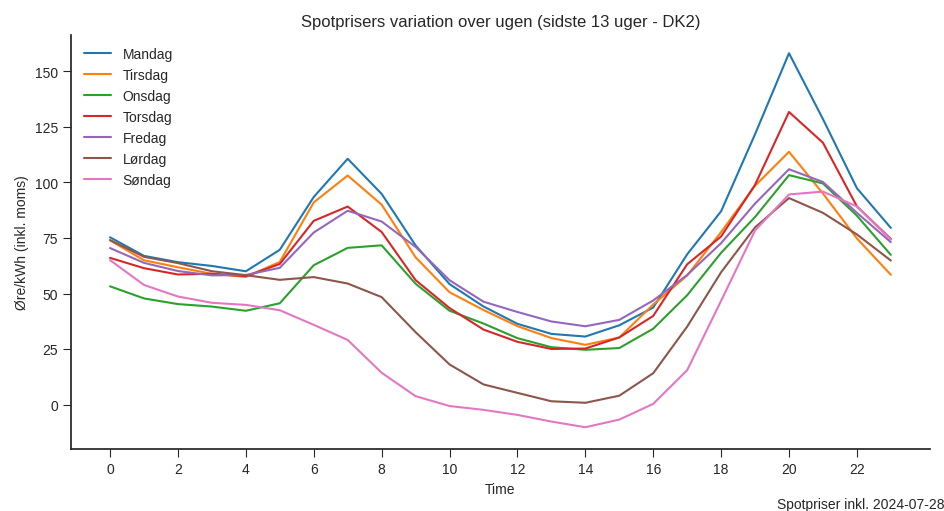 Spotprisers variation over ugen (sidste 13 uger - DK2)
Mandag
Tirsdag
Onsdag
Torsdag
Fredag
Lørdag
Søndag
Øre/kWh (inkl. moms)
150
125
100
75
50
25
0
0 2 4 6 8 10 12 14 16 18 20 22
Time
Spotpriser inkl. 2024-07-28